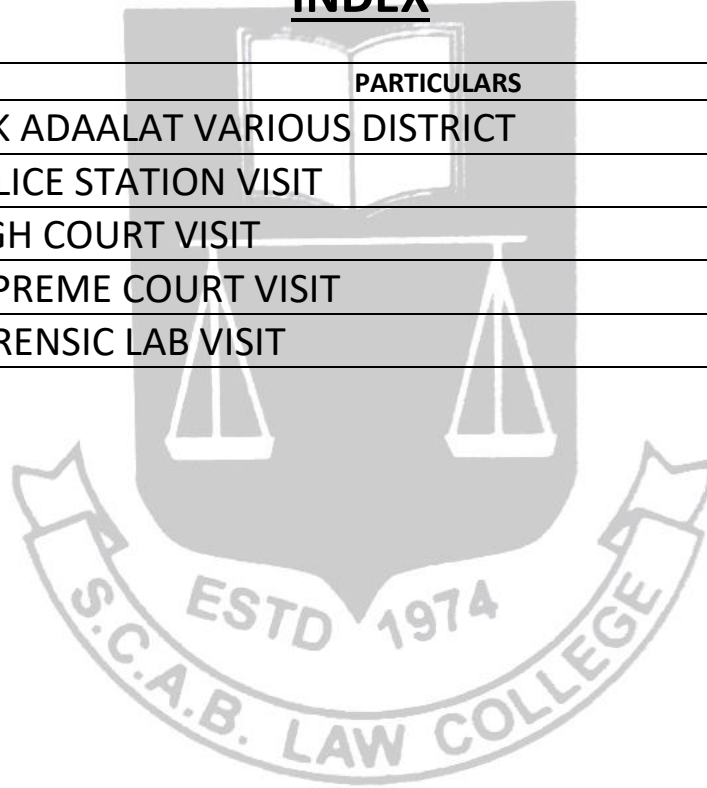 INDEX
PARTICULARS
K ADAALAT VARIOUS DISTRICT
LICE STATION VISIT
GH COURT VISIT
PREME COURT VISIT
RENSIC LAB VISIT
ESTD 1974
S.C.A.B. LAW COLLEGE